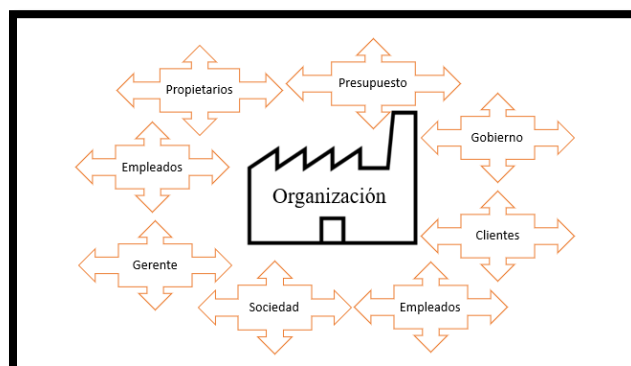 Propietarios
Presupuesto
Gobierno
Empleados
Organización
Clientes
Gerente
Sociedad
Empleados